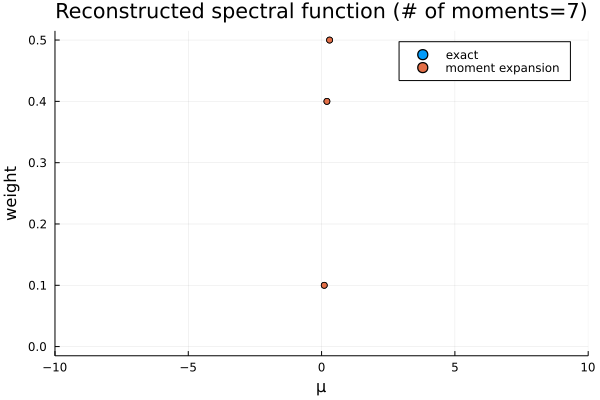 Reconstructed spectral function (# of moments=7)
exact
moment expansion
0.5
0.4
0.3
0.2
0.1
0.0
weight
−10
−5
0
5
10
μ